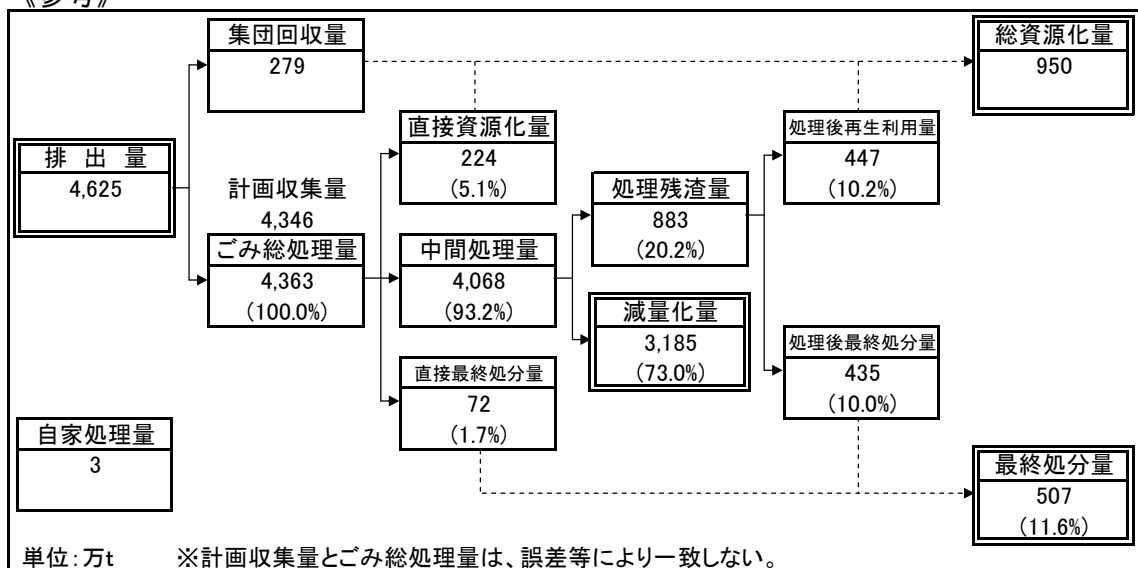 《参考》
集団回収量
279
総資源化量
950
直接資源化量
224
(5.1%)
処理後再生利用量
447
(10.2%)
排 出 量
4,625
計画収集量
4,346
ごみ総処理量
4,363
(100.0%)
中間処理量
4,068
(93.2%)
処理残渣量
883
(20.2%)
減量化量
3,185
(73.0%)
処理後最終処分量
435
(10.0%)
直接最終処分量
72
(1.7%)
自家処理量
3
最終処分量
507
(11.6%)
単位:万t ※計画収集量とごみ総処理量は、誤差等により一致しない。